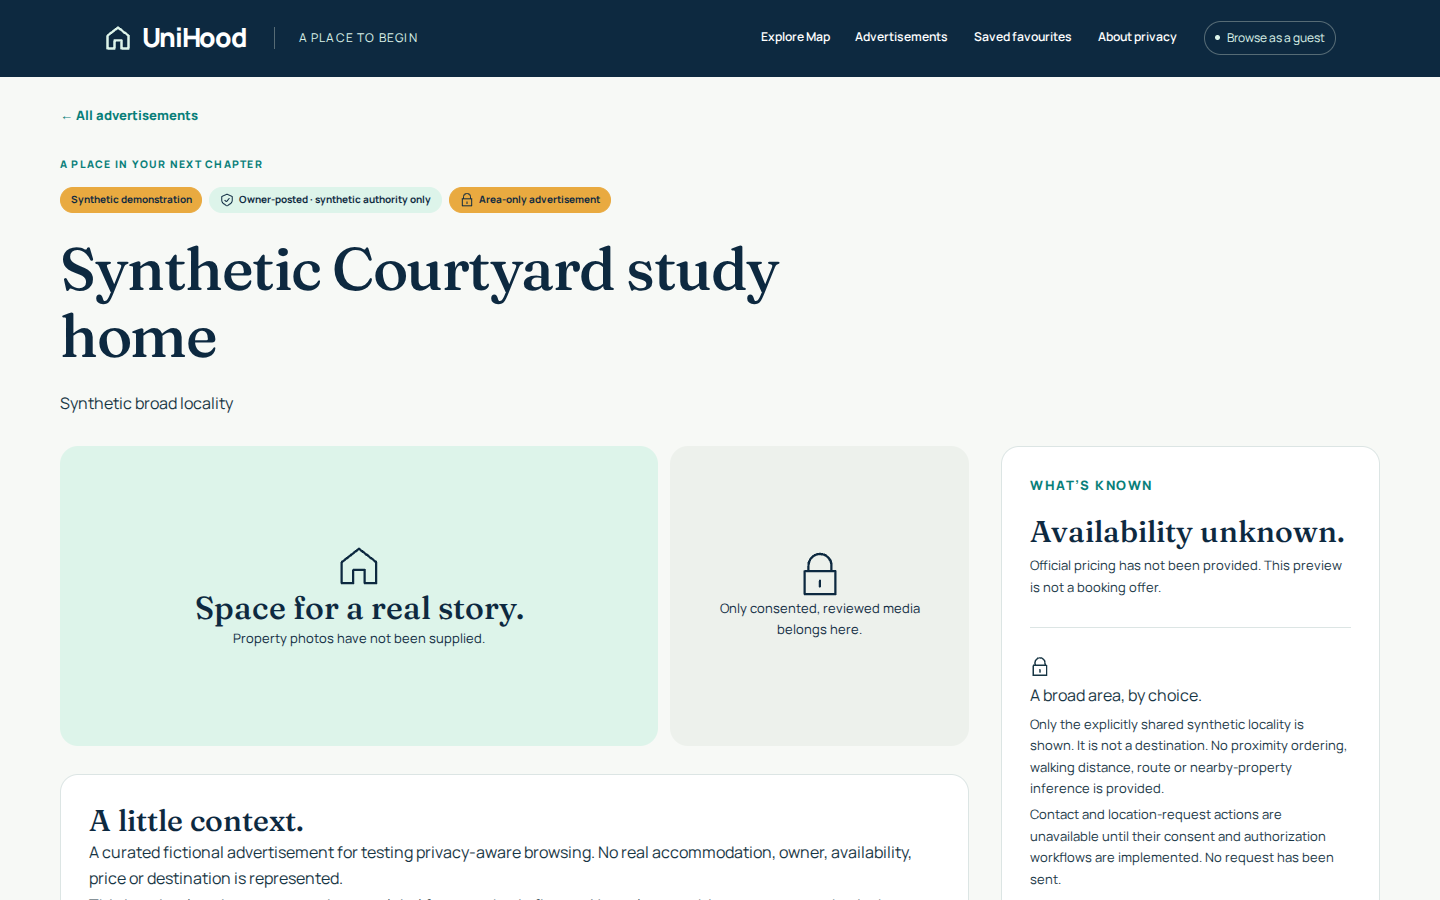 UniHood
A PLACE TO BEGIN
Explore Map
Advertisements
Saved favourites
About privacy
Browse as a guest
← All advertisements
A PLACE IN YOUR NEXT CHAPTER
Synthetic demonstration
Owner-posted · synthetic authority only
Area-only advertisement
Synthetic Courtyard study
home
Synthetic broad locality
Space for a real story.
Property photos have not been supplied.
Only consented, reviewed media
belongs here.
A little context.
A curated fictional advertisement for testing privacy-aware browsing. No real accommodation, owner, availability,
price or destination is represented.
WHAT'S KNOWN
Availability unknown.
Official pricing has not been provided. This preview
is not a booking offer.
A broad area, by choice.
Only the explicitly shared synthetic locality is
shown. It is not a destination. No proximity ordering,
walking distance, route or nearby-property
inference is provided.
Contact and location-request actions are
unavailable until their consent and authorization
workflows are implemented. No request has been
sent.